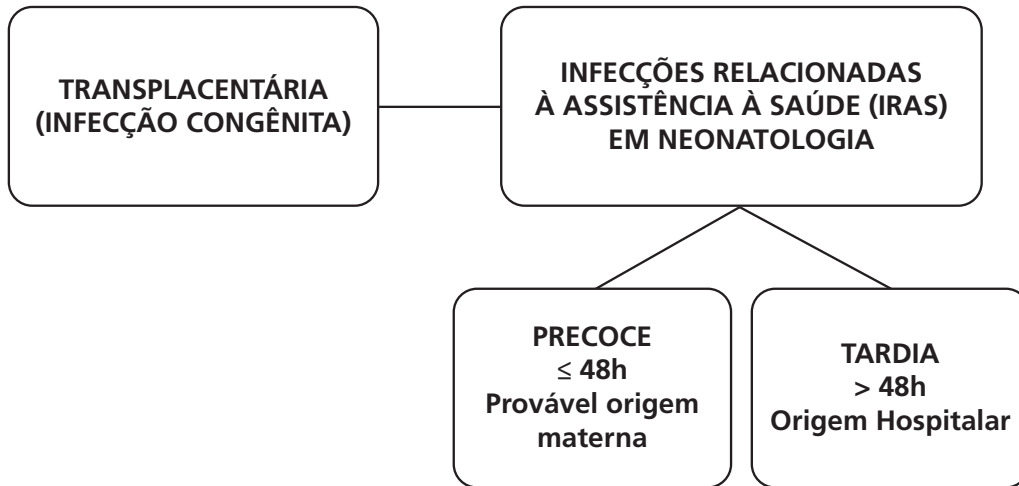 TRANSPLACENTÁRIA
(INFECÇÃO CONGÊNITA)
INFECÇÕES RELACIONADAS
À ASSISTÊNCIA À SAÚDE (IRAS)
EM NEONATOLOGIA
PRECOCE
≤ 48h
Provável origem
materna
TARDIA
> 48h
Origem Hospitalar